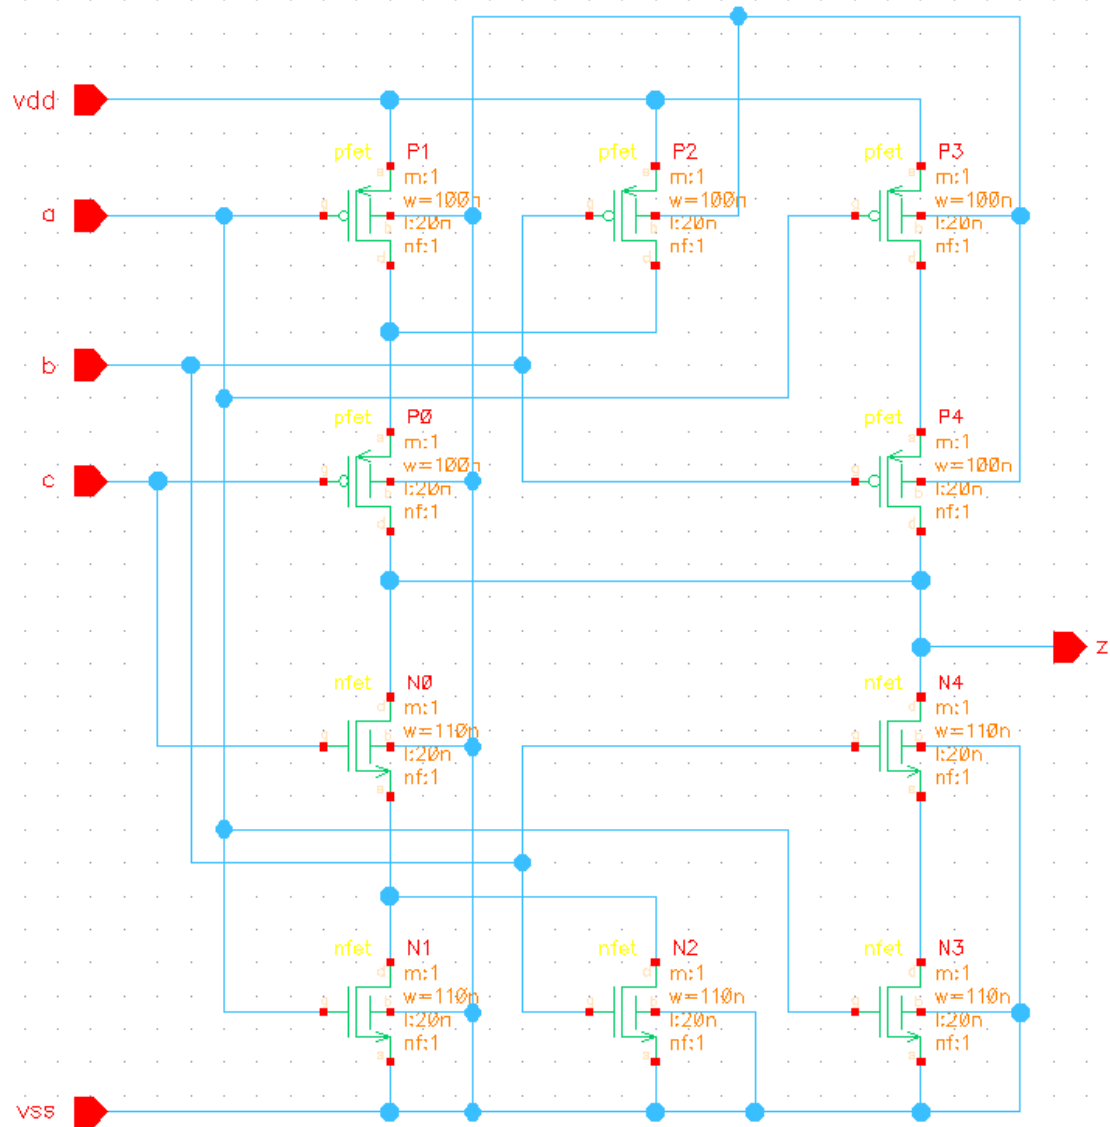 vdd
pfet P1
m:1
w=100n
l:20n
nf:1
pfet P2
m:1
w=100n
l:20n
nf:1
pfet P3
m:1
w=100n
l:20n
nf:1
a
b
pfet P0
m:1
w=100n
l:20n
nf:1
pfet P4
m:1
w=100n
l:20n
nf:1
c
z
nfet N0
m:1
w=110n
l:20n
nf:1
nfet N4
m:1
w=110n
l:20n
nf:1
nfet N1
m:1
w=110n
l:20n
nf:1
nfet N2
m:1
w=110n
l:20n
nf:1
nfet N3
m:1
w=110n
l:20n
nf:1
vss